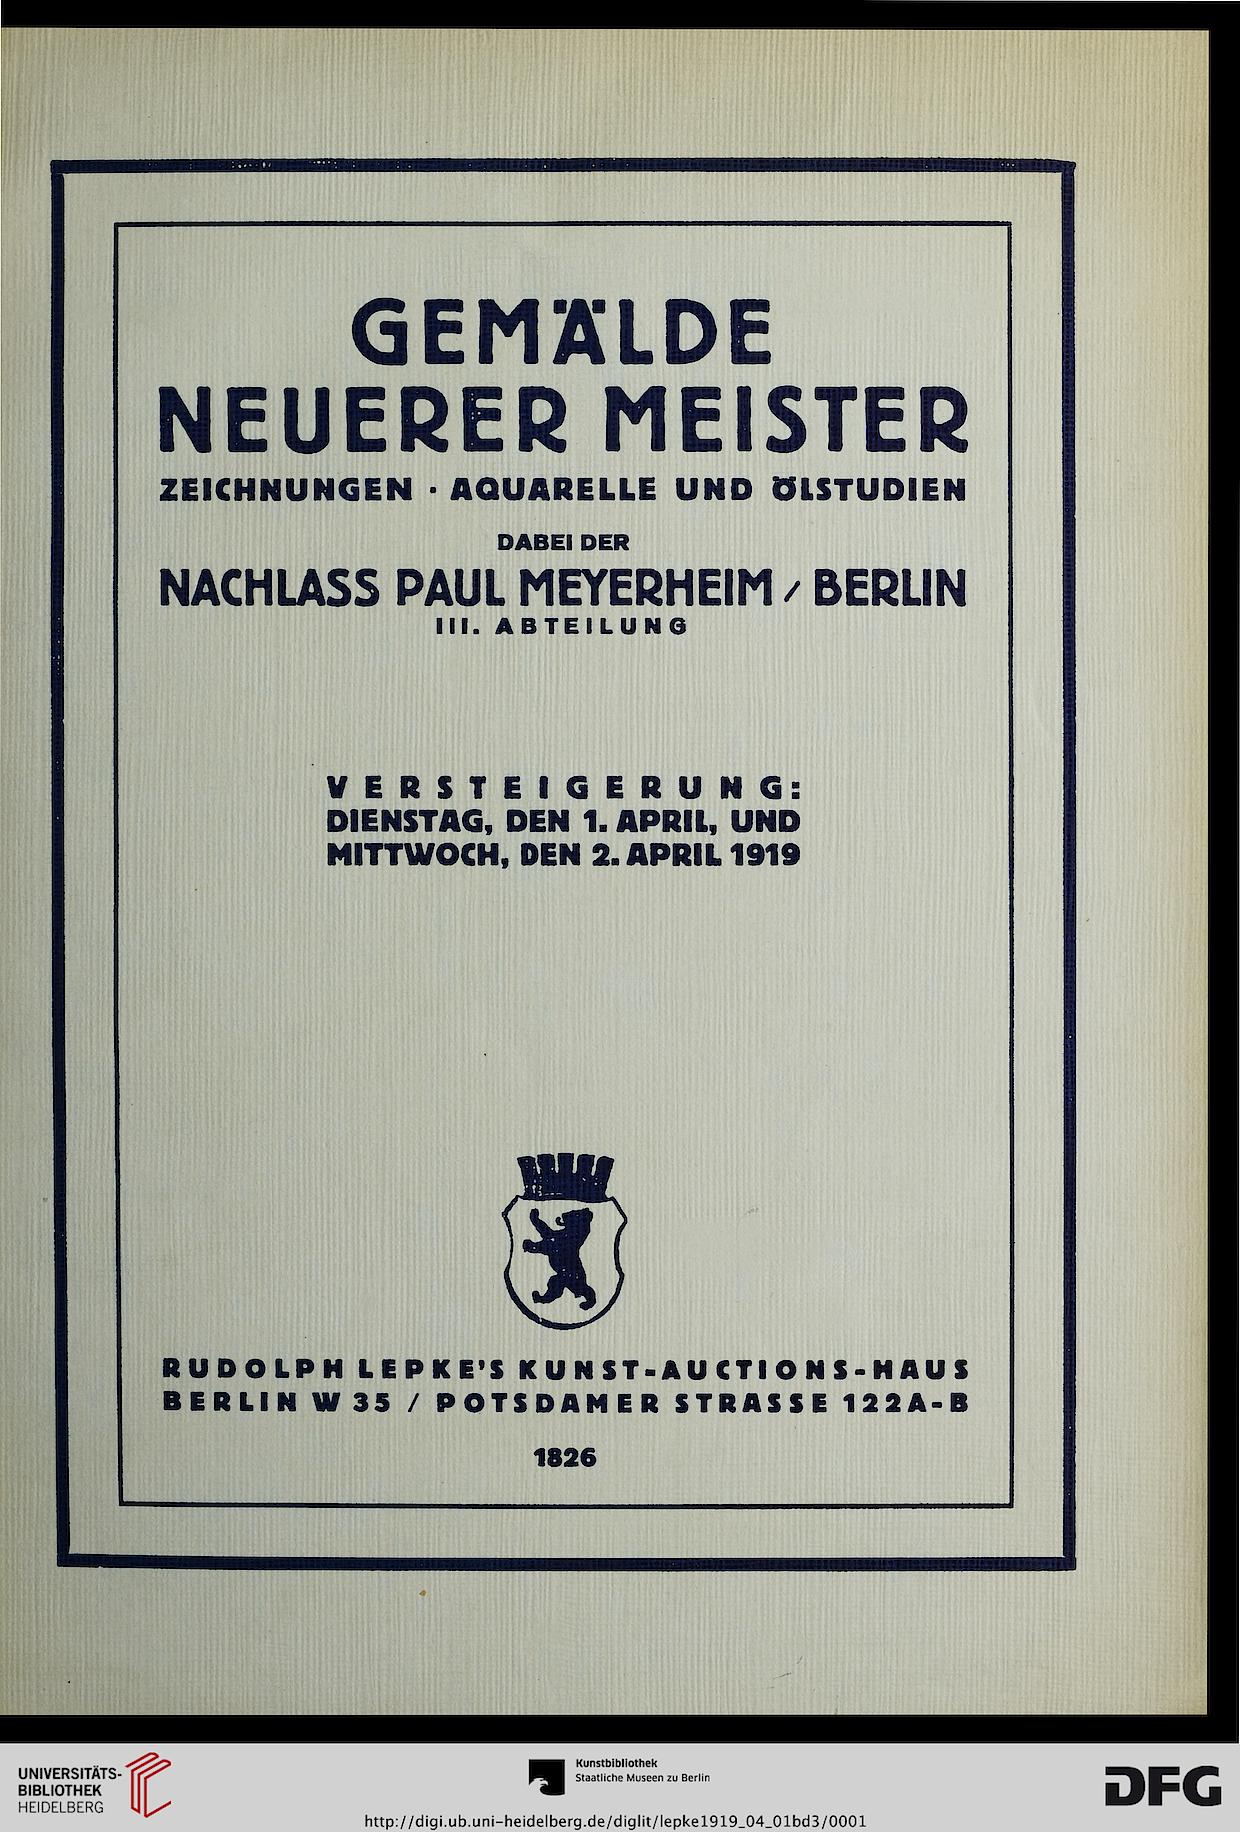 GEMÄLDE
NEUERER MEISTER
ZEICHNUNGEN · AQUARELLE UND ÖLSTUDIEN
DABEI DER
NACHLASS PAUL MEYERHEIM / BERLIN
III. ABTEILUNG
VERSTEIGERUNG:
DIENSTAG, DEN 1. APRIL, UND
MITTWOCH, DEN 2. APRIL 1919
RUDOLPH LEPKE'S KUNST-AUCTIONS-HAUS
BERLIN W 35 / POTSDAMER STRASSE 122A-B
1826
UNIVERSITÄTS-
BIBLIOTHEK
HEIDELBERG
Kunstbibliothek
Staatliche Museen zu Berlin
http://digi.ub.uni-heidelberg.de/diglit/lepke1919_04_01bd3/0001
DFG